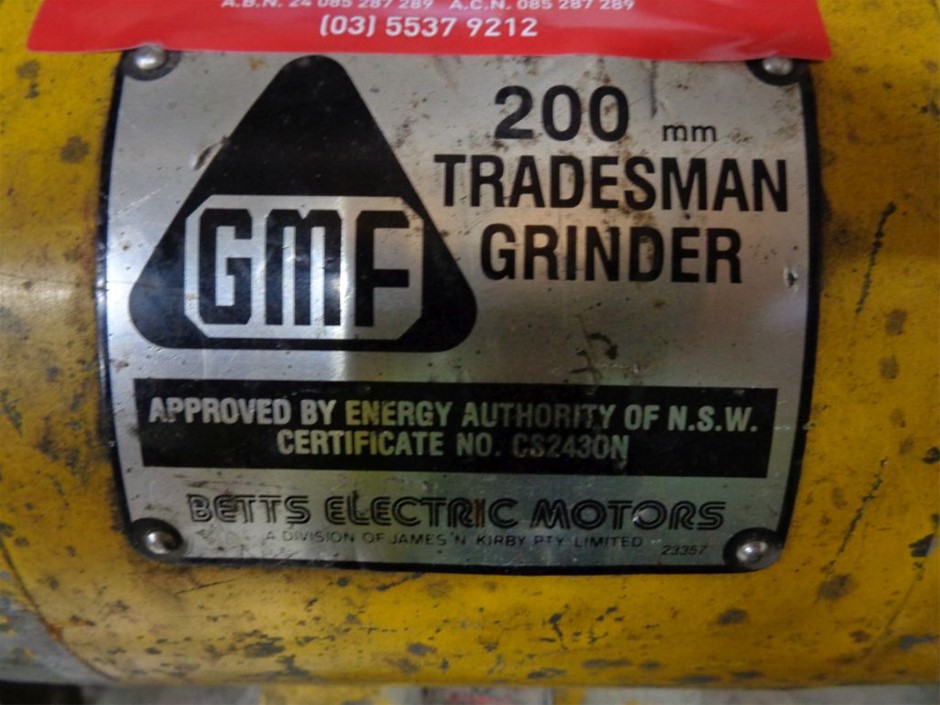 A.B.N. 24 085 287 289 A.C.N. 085 287 289
(03) 5537 9212
200 mm
TRADESMAN
GRINDER
GMF
APPROVED BY ENERGY AUTHORITY OF N.S.W.
CERTIFICATE NO. CS2430N
BETTS ELECTRIC MOTORS
A DIVISION OF JAMES N. KIRBY PTY. LIMITED 23357